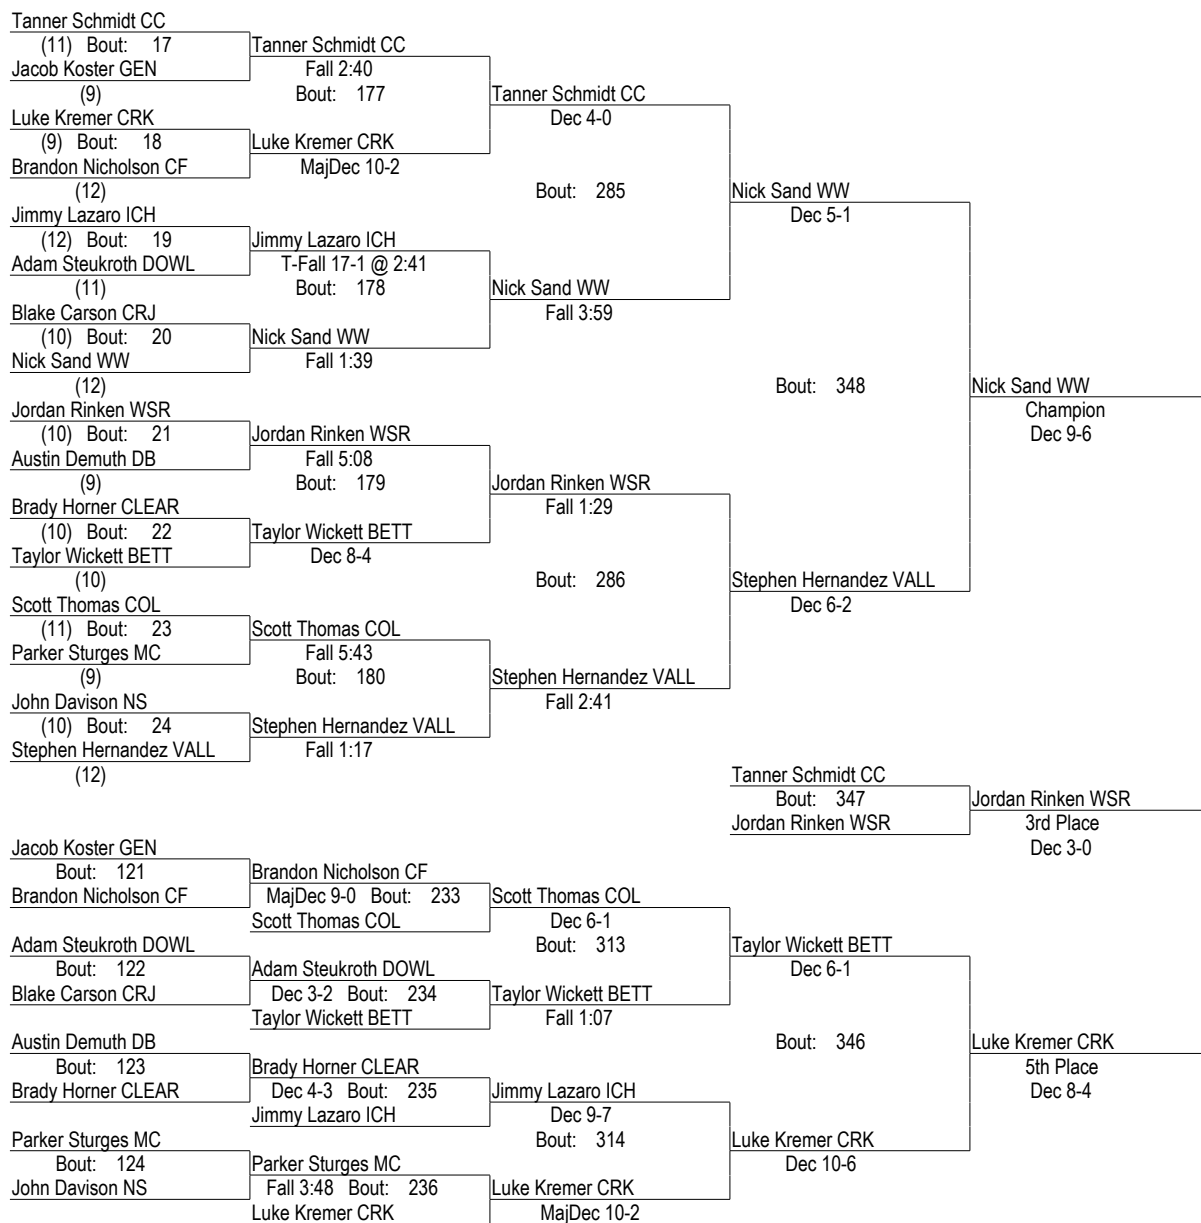 Tanner Schmidt CC
(11) Bout: 17 Tanner Schmidt CC
Jacob Koster GEN Fall 2:40
(9) Bout: 177 Tanner Schmidt CC
Luke Kremer CRK Dec 4-0
(9) Bout: 18 Luke Kremer CRK
Brandon Nicholson CF MajDec 10-2
(12) Bout: 285 Nick Sand WW
Jimmy Lazaro ICH Dec 5-1
(12) Bout: 19 Jimmy Lazaro ICH
Adam Steukroth DOWL T-Fall 17-1 @ 2:41
(11) Bout: 178 Nick Sand WW
Blake Carson CRJ Fall 3:59
(10) Bout: 20 Nick Sand WW
Nick Sand WW Fall 1:39
(12) Bout: 348 Nick Sand WW
Jordan Rinken WSR Champion
(10) Bout: 21 Jordan Rinken WSR Dec 9-6
Austin Demuth DB Fall 5:08
(9) Bout: 179 Jordan Rinken WSR
Brady Horner CLEAR Fall 1:29
(10) Bout: 22 Taylor Wickett BETT
Taylor Wickett BETT Dec 8-4
(10) Bout: 286 Stephen Hernandez VALL
Scott Thomas COL Dec 6-2
(11) Bout: 23 Scott Thomas COL
Parker Sturges MC Fall 5:43
(9) Bout: 180 Stephen Hernandez VALL
John Davison NS Fall 2:41
(10) Bout: 24 Stephen Hernandez VALL
Stephen Hernandez VALL Fall 1:17
(12) Tanner Schmidt CC
Bout: 347 Jordan Rinken WSR
Jordan Rinken WSR 3rd Place
Jacob Koster GEN Dec 3-0
Bout: 121 Brandon Nicholson CF
Brandon Nicholson CF MajDec 9-0 Bout: 233 Scott Thomas COL
Scott Thomas COL Dec 6-1
Adam Steukroth DOWL Bout: 313 Taylor Wickett BETT
Bout: 122 Adam Steukroth DOWL Dec 6-1
Blake Carson CRJ Dec 3-2 Bout: 234 Taylor Wickett BETT
Taylor Wickett BETT Fall 1:07
Austin Demuth DB Bout: 346 Luke Kremer CRK
Bout: 123 Brady Horner CLEAR 5th Place
Brady Horner CLEAR Dec 4-3 Bout: 235 Jimmy Lazaro ICH Dec 8-4
Jimmy Lazaro ICH Dec 9-7
Parker Sturges MC Bout: 314 Luke Kremer CRK
Bout: 124 Parker Sturges MC Dec 10-6
John Davison NS Fall 3:48 Bout: 236 Luke Kremer CRK
Luke Kremer CRK MajDec 10-2